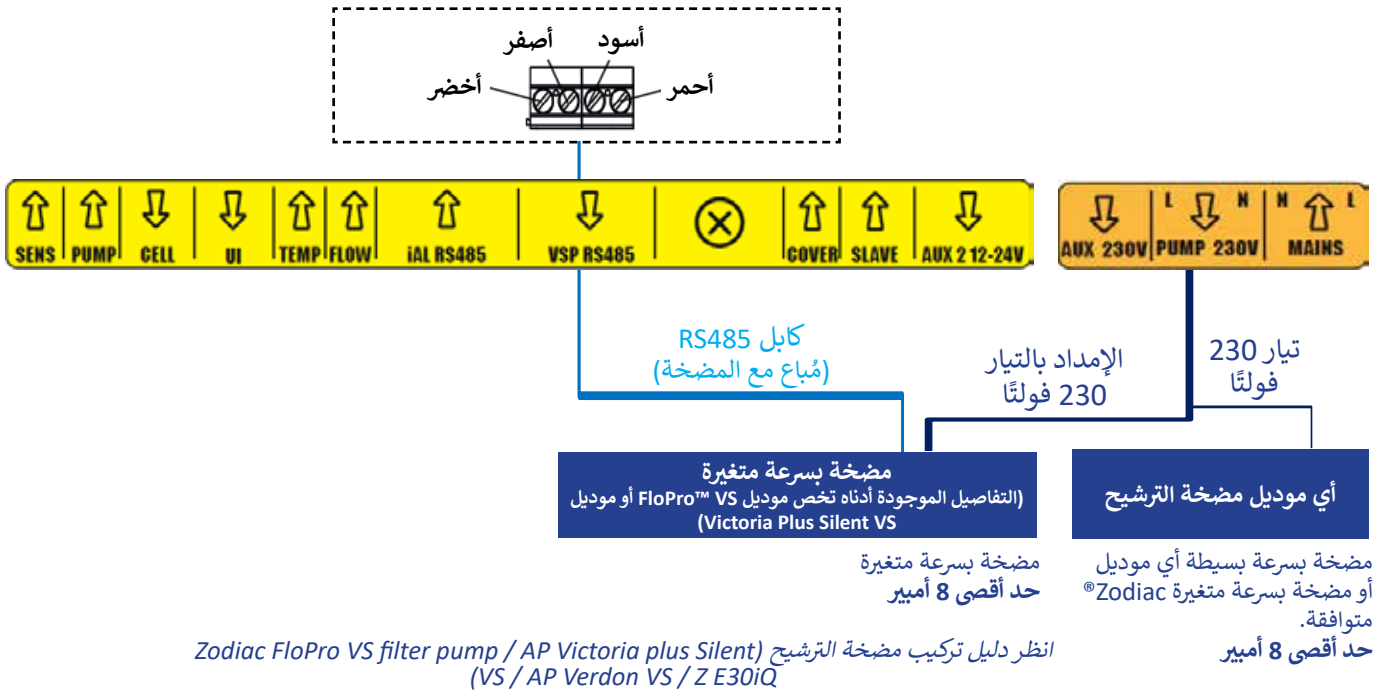 أسود
أصفر
أحمر
أخضر
SENS PUMP CELL UI TEMP FLOW iAL RS485 VSP RS485 COVER SLAVE AUX 2 12-24V
L N N L
AUX 230V PUMP 230V MAINS
كابل RS485
(مُباع مع المضخة)
الإمداد بالتيار
230 فولتًا
تيار 230
فولتًا
مضخة بسرعة متغيرة
(التفاصيل الموجودة أدناه تخص موديل FloPro™ VS أو موديل
Victoria Plus Silent VS)
أي موديل مضخة الترشيح
مضخة بسرعة متغيرة
حد أقصى 8 أمبير
مضخة بسرعة بسيطة أي موديل
أو مضخة بسرعة متغيرة Zodiac®
متوافقة.
حد أقصى 8 أمبير
انظر دليل تركيب مضخة الترشيح (Zodiac FloPro VS filter pump / AP Victoria plus Silent
VS / AP Verdon VS / Z E30iQ)